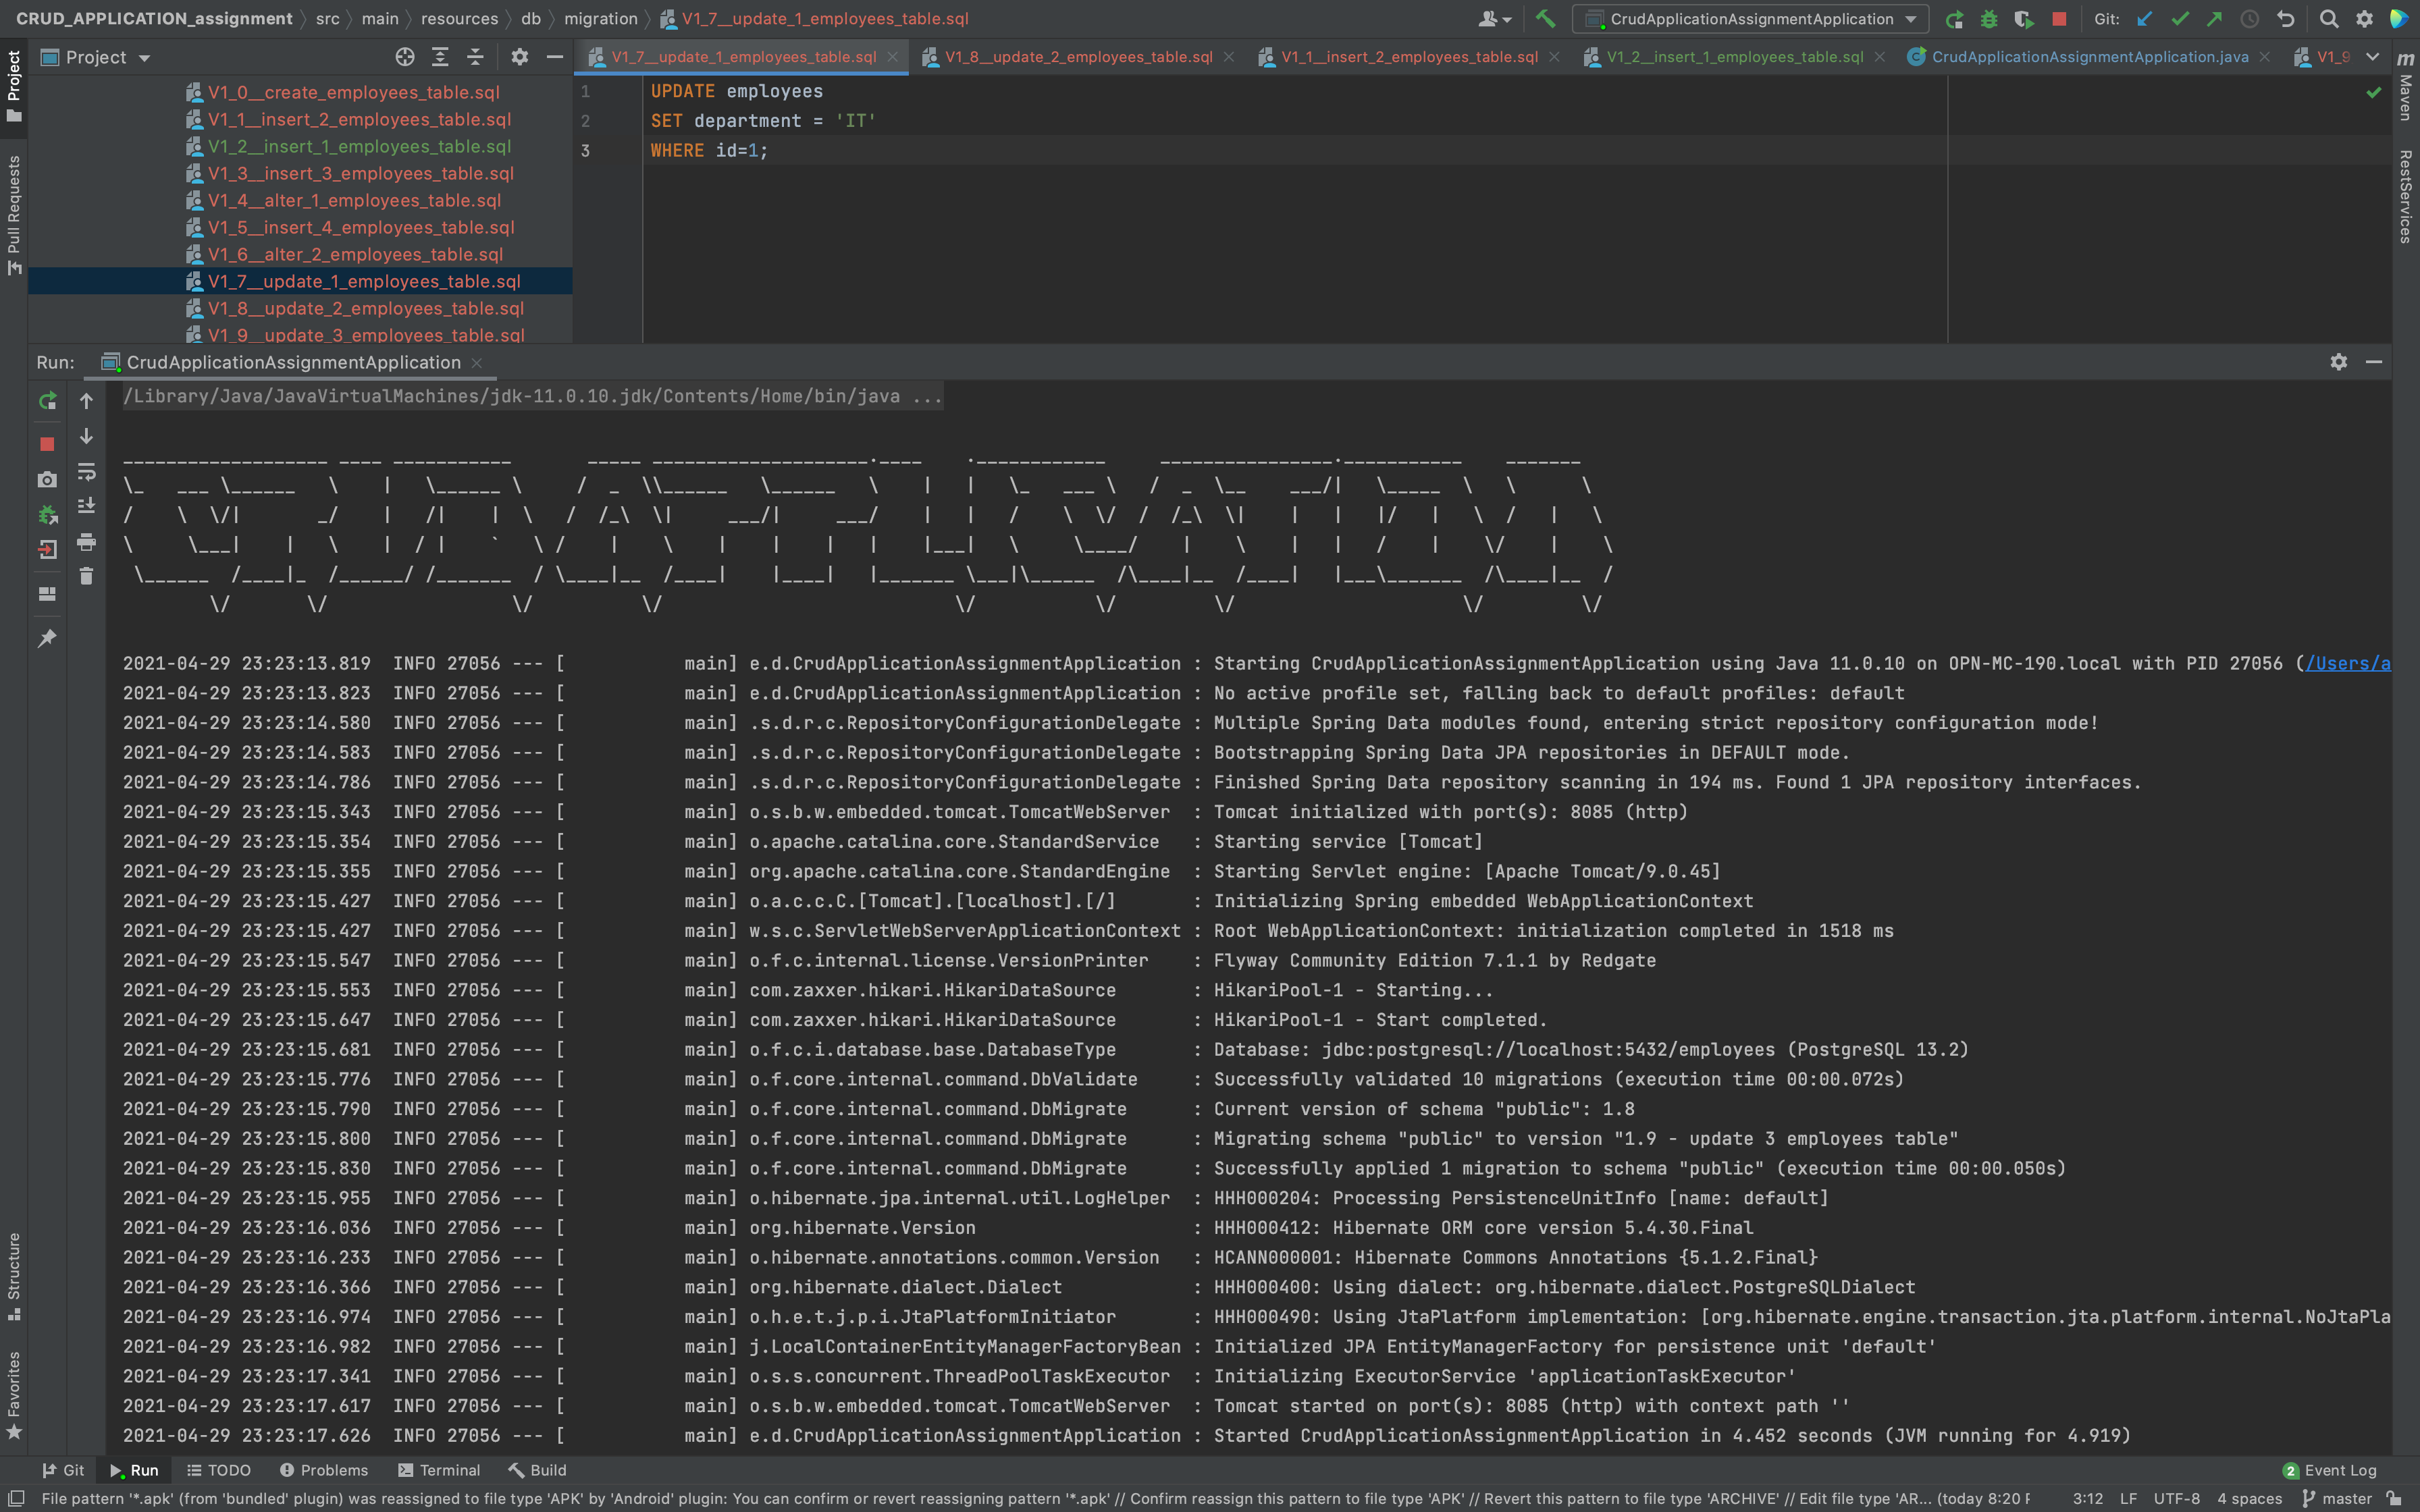 CRUD_APPLICATION_assignment src main resources db migration V1_7__update_1_employees_table.sql CrudApplicationAssignmentApplication Git:
Project V1_7__update_1_employees_table.sql V1_8__update_2_employees_table.sql V1_1__insert_2_employees_table.sql V1_2__insert_1_employees_table.sql CrudApplicationAssignmentApplication.java V1_9
V1_0__create_employees_table.sql
V1_1__insert_2_employees_table.sql
V1_2__insert_1_employees_table.sql
V1_3__insert_3_employees_table.sql
V1_4__alter_1_employees_table.sql
V1_5__insert_4_employees_table.sql
V1_6__alter_2_employees_table.sql
V1_7__update_1_employees_table.sql
V1_8__update_2_employees_table.sql
V1_9__update_3_employees_table.sql
1 UPDATE employees
2 SET department = 'IT'
3 WHERE id=1;
Project
Pull Requests
Structure
Favorites
Maven
RestServices
Run: CrudApplicationAssignmentApplication
/Library/Java/JavaVirtualMachines/jdk-11.0.10.jdk/Contents/Home/bin/java ...
CRUD APPLICATION
2021-04-29 23:23:13.819 INFO 27056 --- [ main] e.d.CrudApplicationAssignmentApplication : Starting CrudApplicationAssignmentApplication using Java 11.0.10 on OPN-MC-190.local with PID 27056 (/Users/a
2021-04-29 23:23:13.823 INFO 27056 --- [ main] e.d.CrudApplicationAssignmentApplication : No active profile set, falling back to default profiles: default
2021-04-29 23:23:14.580 INFO 27056 --- [ main] .s.d.r.c.RepositoryConfigurationDelegate : Multiple Spring Data modules found, entering strict repository configuration mode!
2021-04-29 23:23:14.583 INFO 27056 --- [ main] .s.d.r.c.RepositoryConfigurationDelegate : Bootstrapping Spring Data JPA repositories in DEFAULT mode.
2021-04-29 23:23:14.786 INFO 27056 --- [ main] .s.d.r.c.RepositoryConfigurationDelegate : Finished Spring Data repository scanning in 194 ms. Found 1 JPA repository interfaces.
2021-04-29 23:23:15.343 INFO 27056 --- [ main] o.s.b.w.embedded.tomcat.TomcatWebServer : Tomcat initialized with port(s): 8085 (http)
2021-04-29 23:23:15.354 INFO 27056 --- [ main] o.apache.catalina.core.StandardService : Starting service [Tomcat]
2021-04-29 23:23:15.355 INFO 27056 --- [ main] org.apache.catalina.core.StandardEngine : Starting Servlet engine: [Apache Tomcat/9.0.45]
2021-04-29 23:23:15.427 INFO 27056 --- [ main] o.a.c.c.C.[Tomcat].[localhost].[/] : Initializing Spring embedded WebApplicationContext
2021-04-29 23:23:15.427 INFO 27056 --- [ main] w.s.c.ServletWebServerApplicationContext : Root WebApplicationContext: initialization completed in 1518 ms
2021-04-29 23:23:15.547 INFO 27056 --- [ main] o.f.c.internal.license.VersionPrinter : Flyway Community Edition 7.1.1 by Redgate
2021-04-29 23:23:15.553 INFO 27056 --- [ main] com.zaxxer.hikari.HikariDataSource : HikariPool-1 - Starting...
2021-04-29 23:23:15.647 INFO 27056 --- [ main] com.zaxxer.hikari.HikariDataSource : HikariPool-1 - Start completed.
2021-04-29 23:23:15.681 INFO 27056 --- [ main] o.f.c.i.database.base.DatabaseType : Database: jdbc:postgresql://localhost:5432/employees (PostgreSQL 13.2)
2021-04-29 23:23:15.776 INFO 27056 --- [ main] o.f.core.internal.command.DbValidate : Successfully validated 10 migrations (execution time 00:00.072s)
2021-04-29 23:23:15.790 INFO 27056 --- [ main] o.f.core.internal.command.DbMigrate : Current version of schema "public": 1.8
2021-04-29 23:23:15.800 INFO 27056 --- [ main] o.f.core.internal.command.DbMigrate : Migrating schema "public" to version "1.9 - update 3 employees table"
2021-04-29 23:23:15.830 INFO 27056 --- [ main] o.f.core.internal.command.DbMigrate : Successfully applied 1 migration to schema "public" (execution time 00:00.050s)
2021-04-29 23:23:15.955 INFO 27056 --- [ main] o.hibernate.jpa.internal.util.LogHelper : HHH000204: Processing PersistenceUnitInfo [name: default]
2021-04-29 23:23:16.036 INFO 27056 --- [ main] org.hibernate.Version : HHH000412: Hibernate ORM core version 5.4.30.Final
2021-04-29 23:23:16.233 INFO 27056 --- [ main] o.hibernate.annotations.common.Version : HCANN000001: Hibernate Commons Annotations {5.1.2.Final}
2021-04-29 23:23:16.366 INFO 27056 --- [ main] org.hibernate.dialect.Dialect : HHH000400: Using dialect: org.hibernate.dialect.PostgreSQLDialect
2021-04-29 23:23:16.974 INFO 27056 --- [ main] o.h.e.t.j.p.i.JtaPlatformInitiator : HHH000490: Using JtaPlatform implementation: [org.hibernate.engine.transaction.jta.platform.internal.NoJtaPla
2021-04-29 23:23:16.982 INFO 27056 --- [ main] j.LocalContainerEntityManagerFactoryBean : Initialized JPA EntityManagerFactory for persistence unit 'default'
2021-04-29 23:23:17.341 INFO 27056 --- [ main] o.s.s.concurrent.ThreadPoolTaskExecutor : Initializing ExecutorService 'applicationTaskExecutor'
2021-04-29 23:23:17.617 INFO 27056 --- [ main] o.s.b.w.embedded.tomcat.TomcatWebServer : Tomcat started on port(s): 8085 (http) with context path ''
2021-04-29 23:23:17.626 INFO 27056 --- [ main] e.d.CrudApplicationAssignmentApplication : Started CrudApplicationAssignmentApplication in 4.452 seconds (JVM running for 4.919)
Git Run TODO Problems Terminal Build 2 Event Log
File pattern '*.apk' (from 'bundled' plugin) was reassigned to file type 'APK' by 'Android' plugin: You can confirm or revert reassigning pattern '*.apk' // Confirm reassign this pattern to file type 'APK' // Revert this pattern to file type 'ARCHIVE' // Edit file type 'AR... (today 8:20 P 3:12 LF UTF-8 4 spaces master